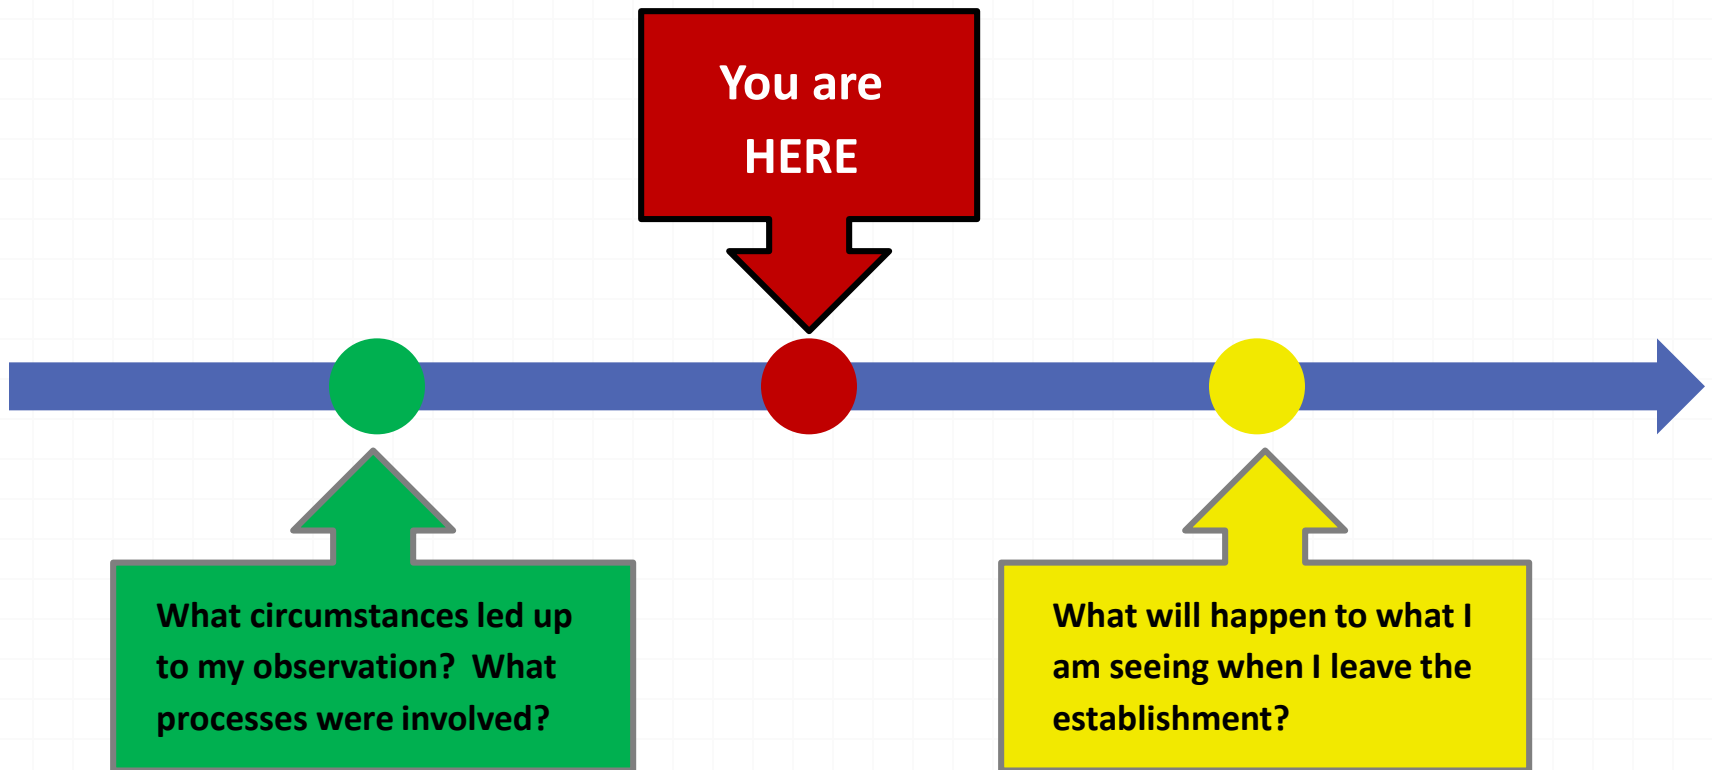 You are
HERE
What circumstances led up
to my observation?  What
processes were involved?
What will happen to what I
am seeing when I leave the
establishment?